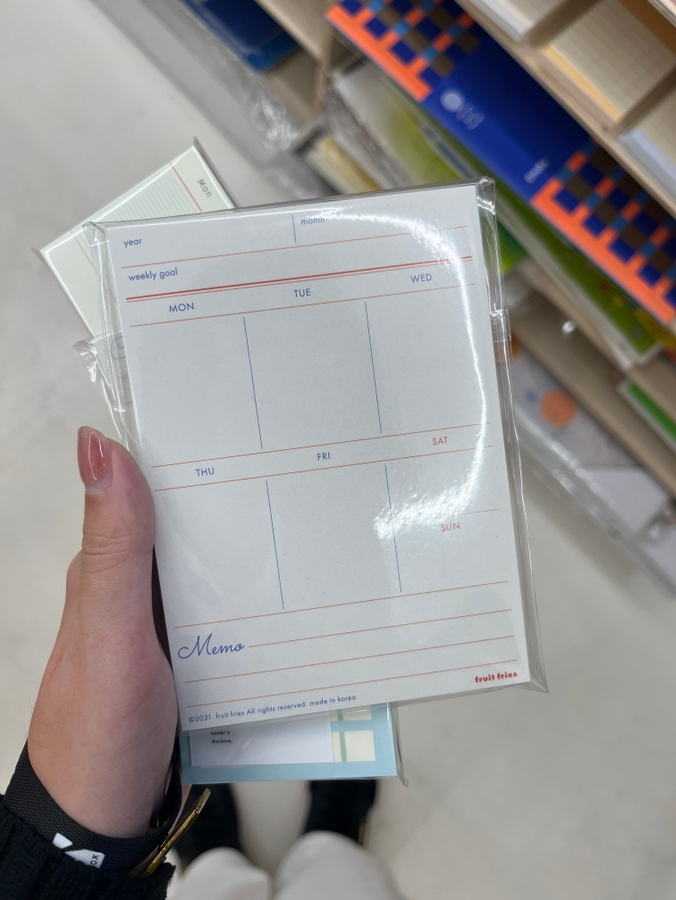 Mon
year
month
weekly goal
MON
TUE
WED
THU
FRI
SAT
SUN
Memo
fruit fries
©2021. fruit fries All rights reserved. made in korea
Archive.